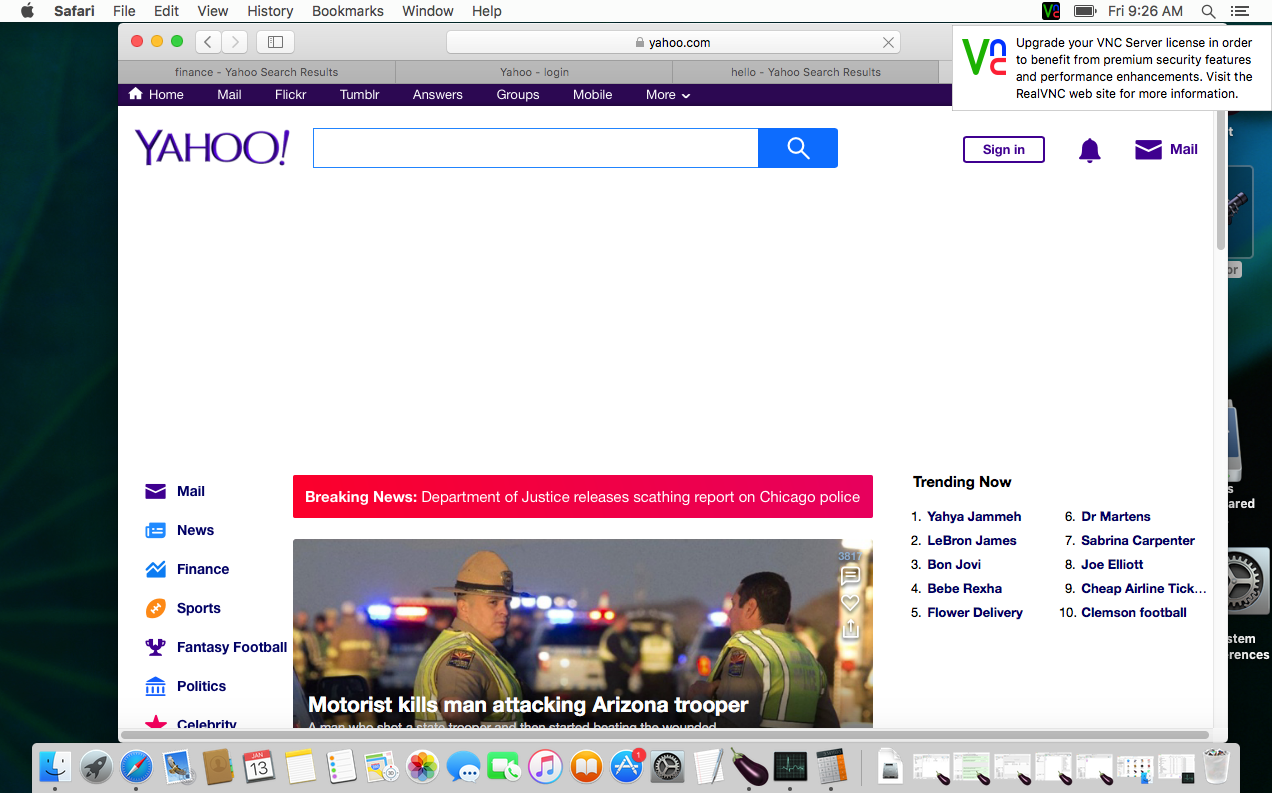 Safari File Edit View History Bookmarks Window Help
Fri 9:26 AM
yahoo.com
VNC
Upgrade your VNC Server license in order
to benefit from premium security features
and performance enhancements. Visit the
RealVNC web site for more information.
finance - Yahoo Search Results
Yahoo - login
hello - Yahoo Search Results
Home Mail Flickr Tumblr Answers Groups Mobile More
YAHOO!
Sign in
Mail
Mail
News
Finance
Sports
Fantasy Football
Politics
Celebrity
Breaking News: Department of Justice releases scathing report on Chicago police
3817
Motorist kills man attacking Arizona trooper
A man who shot a state trooper and then started beating the wounded
Trending Now
1. Yahya Jammeh
2. LeBron James
3. Bon Jovi
4. Bebe Rexha
5. Flower Delivery
6. Dr Martens
7. Sabrina Carpenter
8. Joe Elliott
9. Cheap Airline Tick...
10. Clemson football
t
or
s
ared
stem
rences
JAN
13
1